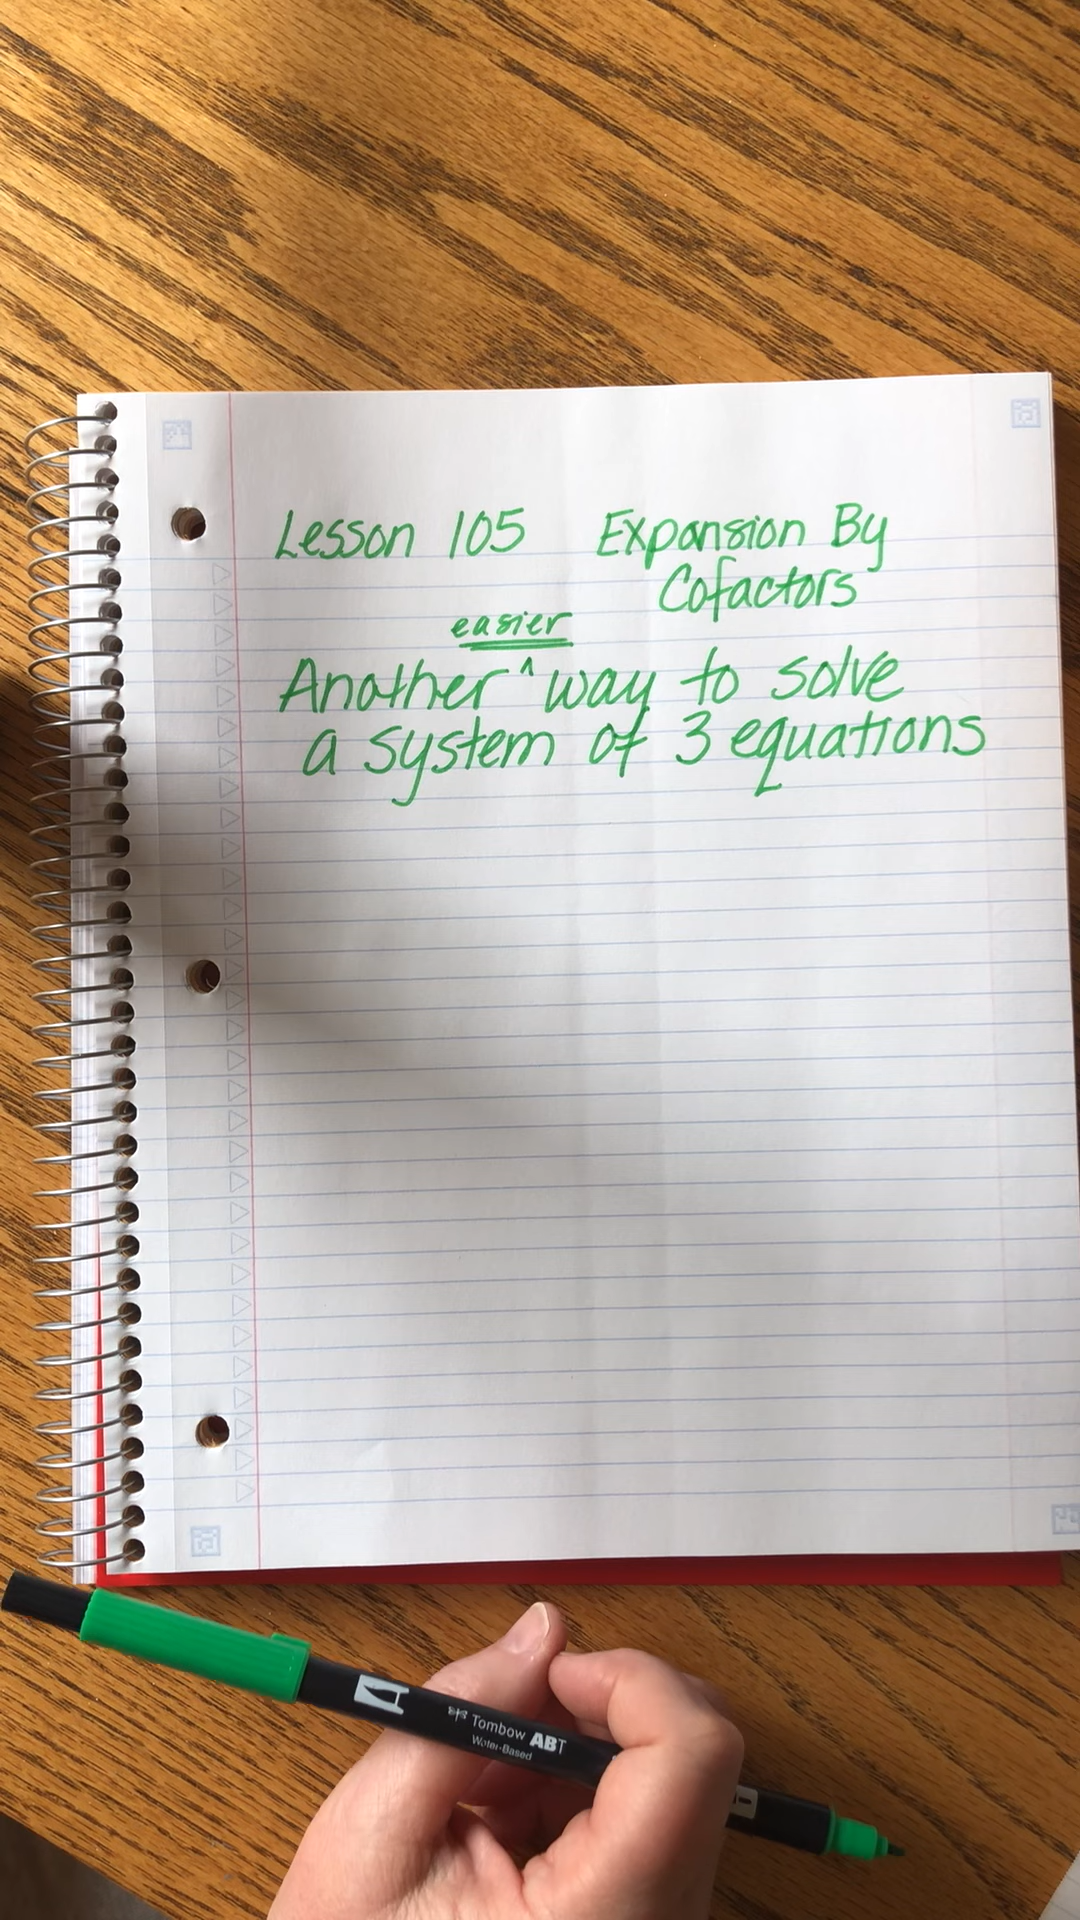 Lesson 105 Expansion By
Cofactors
easier
Another ^ way to solve
a system of 3 equations
Tombow ABT
Water-Based